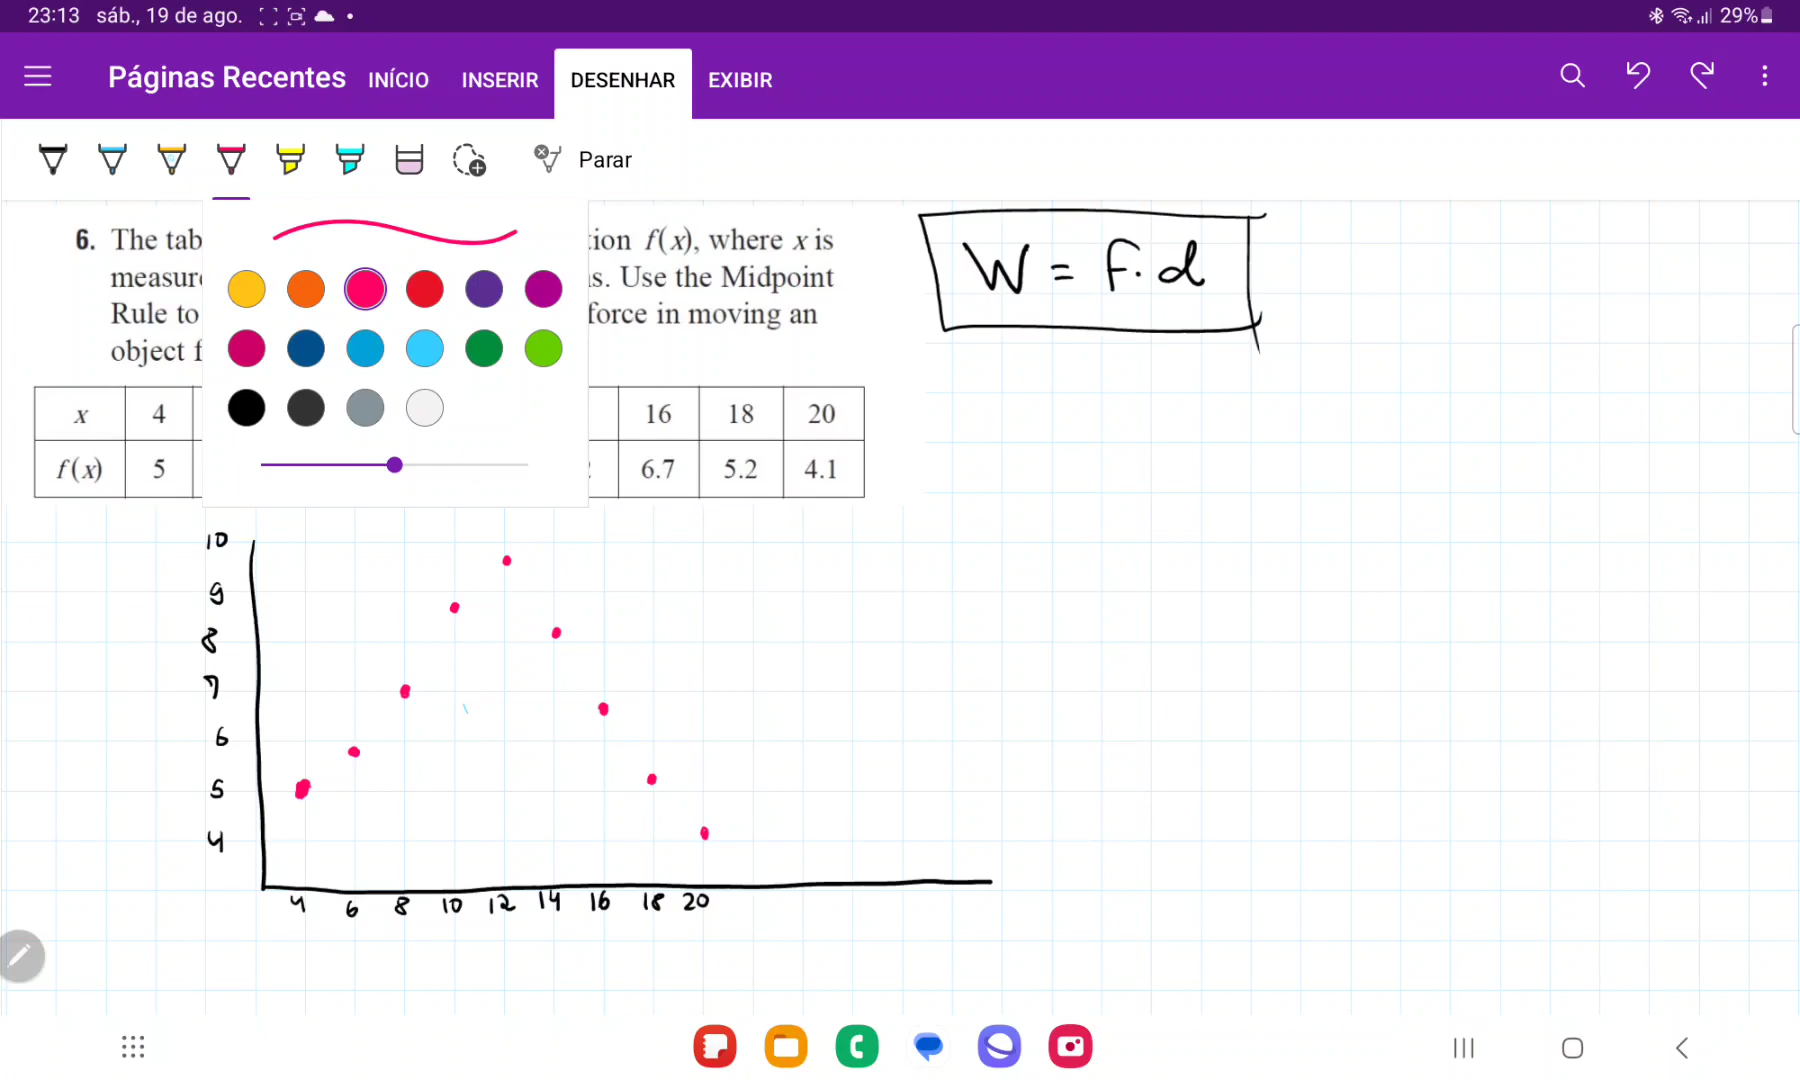 23:13 sáb., 19 de ago. 29%
Páginas Recentes INÍCIO INSERIR DESENHAR EXIBIR
Parar
6. The tab ion f(x), where x is
measur s. Use the Midpoint
Rule to force in moving an
object f
x 4 16 18 20
f(x) 5 6.7 5.2 4.1
W = F.d
10
9
8
7
6
5
4
4 6 8 10 12 14 16 18 20